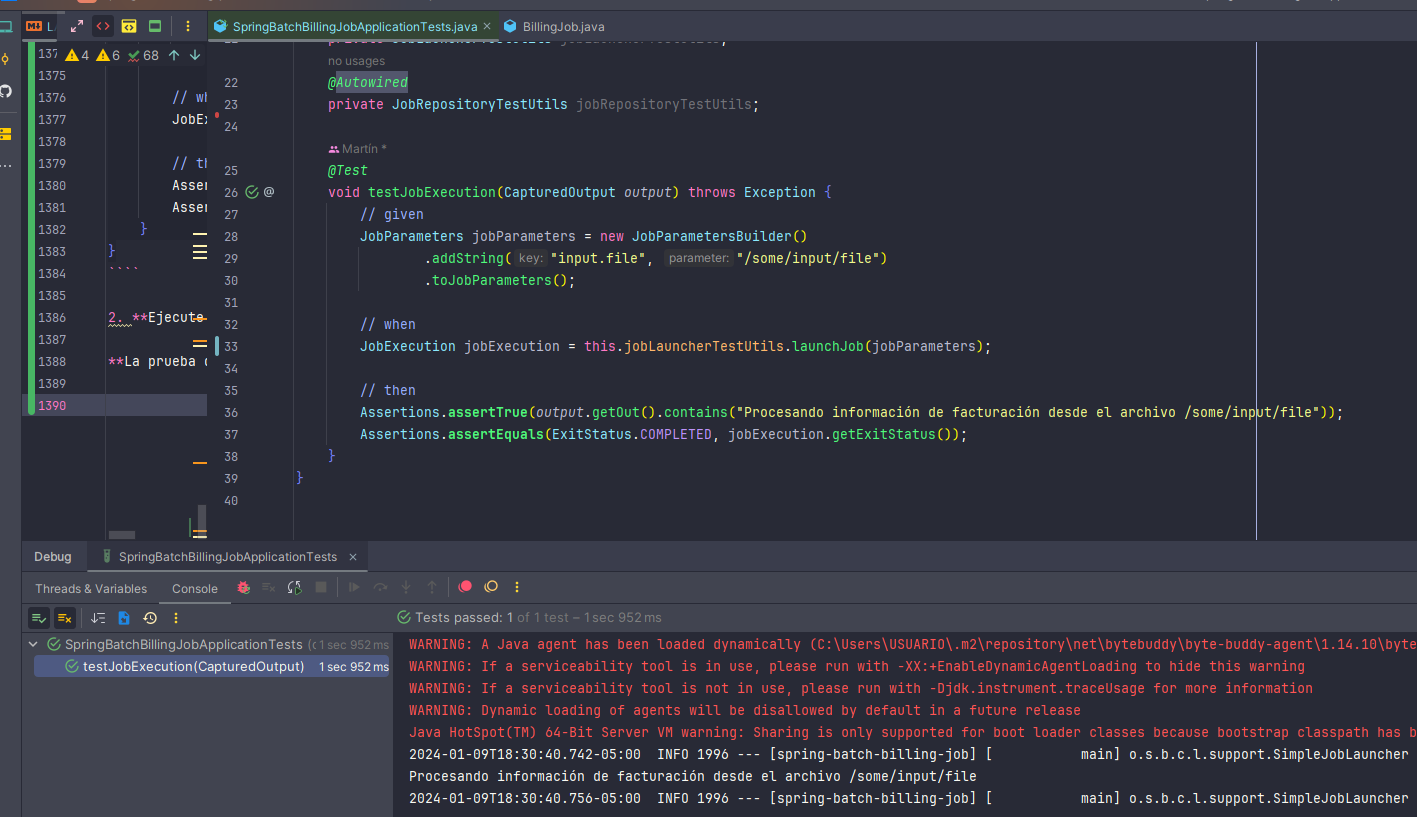 SpringBatchBillingJobApplicationTests.java
BillingJob.java
4 6 68
1375
1376 // wh
1377 JobEx
1378
1379 // th
1380 Asser
1381 Asser
1382 }
1383 }
1384 ````
1385
1386 2. **Ejecute
1387
1388 **La prueba
1389
1390
no usages
22 @Autowired
23 private JobRepositoryTestUtils jobRepositoryTestUtils;
24
Martín *
25 @Test
26 void testJobExecution(CapturedOutput output) throws Exception {
27 // given
28 JobParameters jobParameters = new JobParametersBuilder()
29 .addString( key: "input.file", parameter: "/some/input/file")
30 .toJobParameters();
31
32 // when
33 JobExecution jobExecution = this.jobLauncherTestUtils.launchJob(jobParameters);
34
35 // then
36 Assertions.assertTrue(output.getOut().contains("Procesando información de facturación desde el archivo /some/input/file"));
37 Assertions.assertEquals(ExitStatus.COMPLETED, jobExecution.getExitStatus());
38 }
39 }
40
Debug SpringBatchBillingJobApplicationTests
Threads & Variables Console
Tests passed: 1 of 1 test – 1 sec 952 ms
SpringBatchBillingJobApplicationTests 1 sec 952 ms
testJobExecution(CapturedOutput) 1 sec 952 ms
WARNING: A Java agent has been loaded dynamically (C:\Users\USUARIO\.m2\repository\net\bytebuddy\byte-buddy-agent\1.14.10\byte
WARNING: If a serviceability tool is in use, please run with -XX:+EnableDynamicAgentLoading to hide this warning
WARNING: If a serviceability tool is not in use, please run with -Djdk.instrument.traceUsage for more information
WARNING: Dynamic loading of agents will be disallowed by default in a future release
Java HotSpot(TM) 64-Bit Server VM warning: Sharing is only supported for boot loader classes because bootstrap classpath has b
2024-01-09T18:30:40.742-05:00 INFO 1996 --- [spring-batch-billing-job] [ main] o.s.b.c.l.support.SimpleJobLauncher
Procesando información de facturación desde el archivo /some/input/file
2024-01-09T18:30:40.756-05:00 INFO 1996 --- [spring-batch-billing-job] [ main] o.s.b.c.l.support.SimpleJobLauncher